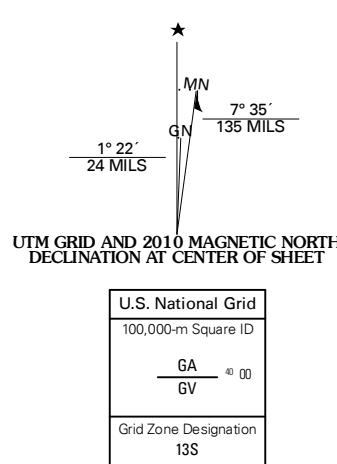 ★
MN
GN
7° 35´
135 MILS
1° 22´
24 MILS
UTM GRID AND 2010 MAGNETIC NORTH
DECLINATION AT CENTER OF SHEET
U.S. National Grid
100,000-m Square ID
GA
40 00
GV
Grid Zone Designation
13S